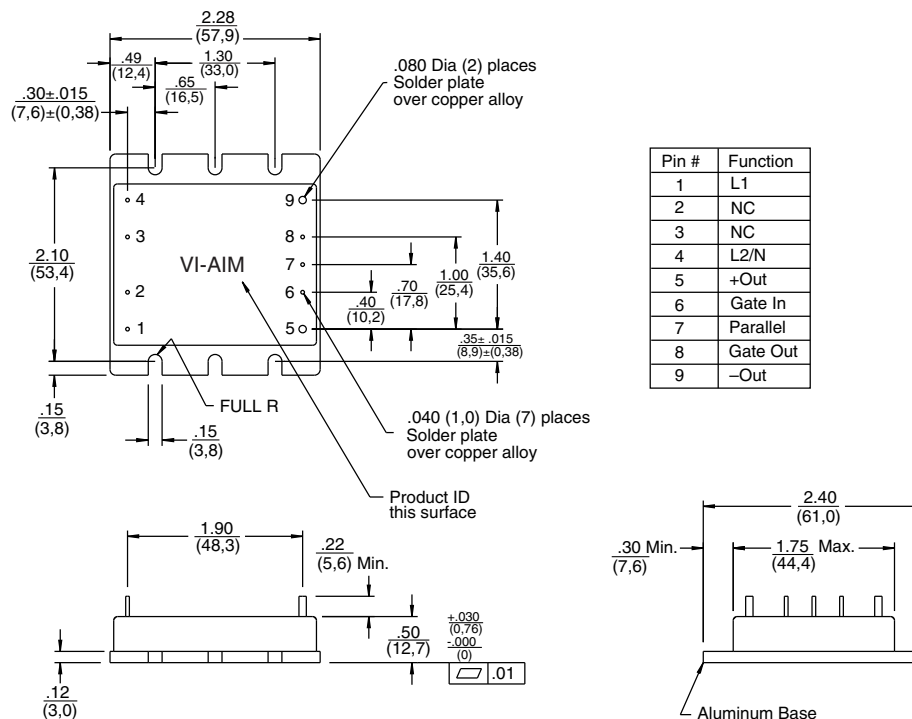 2.28
(57,9)
.49
(12,4)
1.30
(33,0)
.65
(16,5)
.30±.015
(7,6)±(0,38)
.080 Dia (2) places
Solder plate
over copper alloy
4
3
2
1
9
8
7
6
5
VI-AIM
2.10
(53,4)
.40
(10,2)
.70
(17,8)
1.00
(25,4)
1.40
(35,6)
.35± .015
(8,9)±(0,38)
.15
(3,8)
.15
(3,8)
FULL R
.040 (1,0) Dia (7) places
Solder plate
over copper alloy
Product ID
this surface
Pin # Function
1 L1
2 NC
3 NC
4 L2/N
5 +Out
6 Gate In
7 Parallel
8 Gate Out
9 –Out
1.90
(48,3)
.22
(5,6) Min.
.50
(12,7)
+.030
(0,76)
-.000
(0)
.01
.12
(3,0)
2.40
(61,0)
.30 Min.
(7,6)
1.75 Max.
(44,4)
Aluminum Base